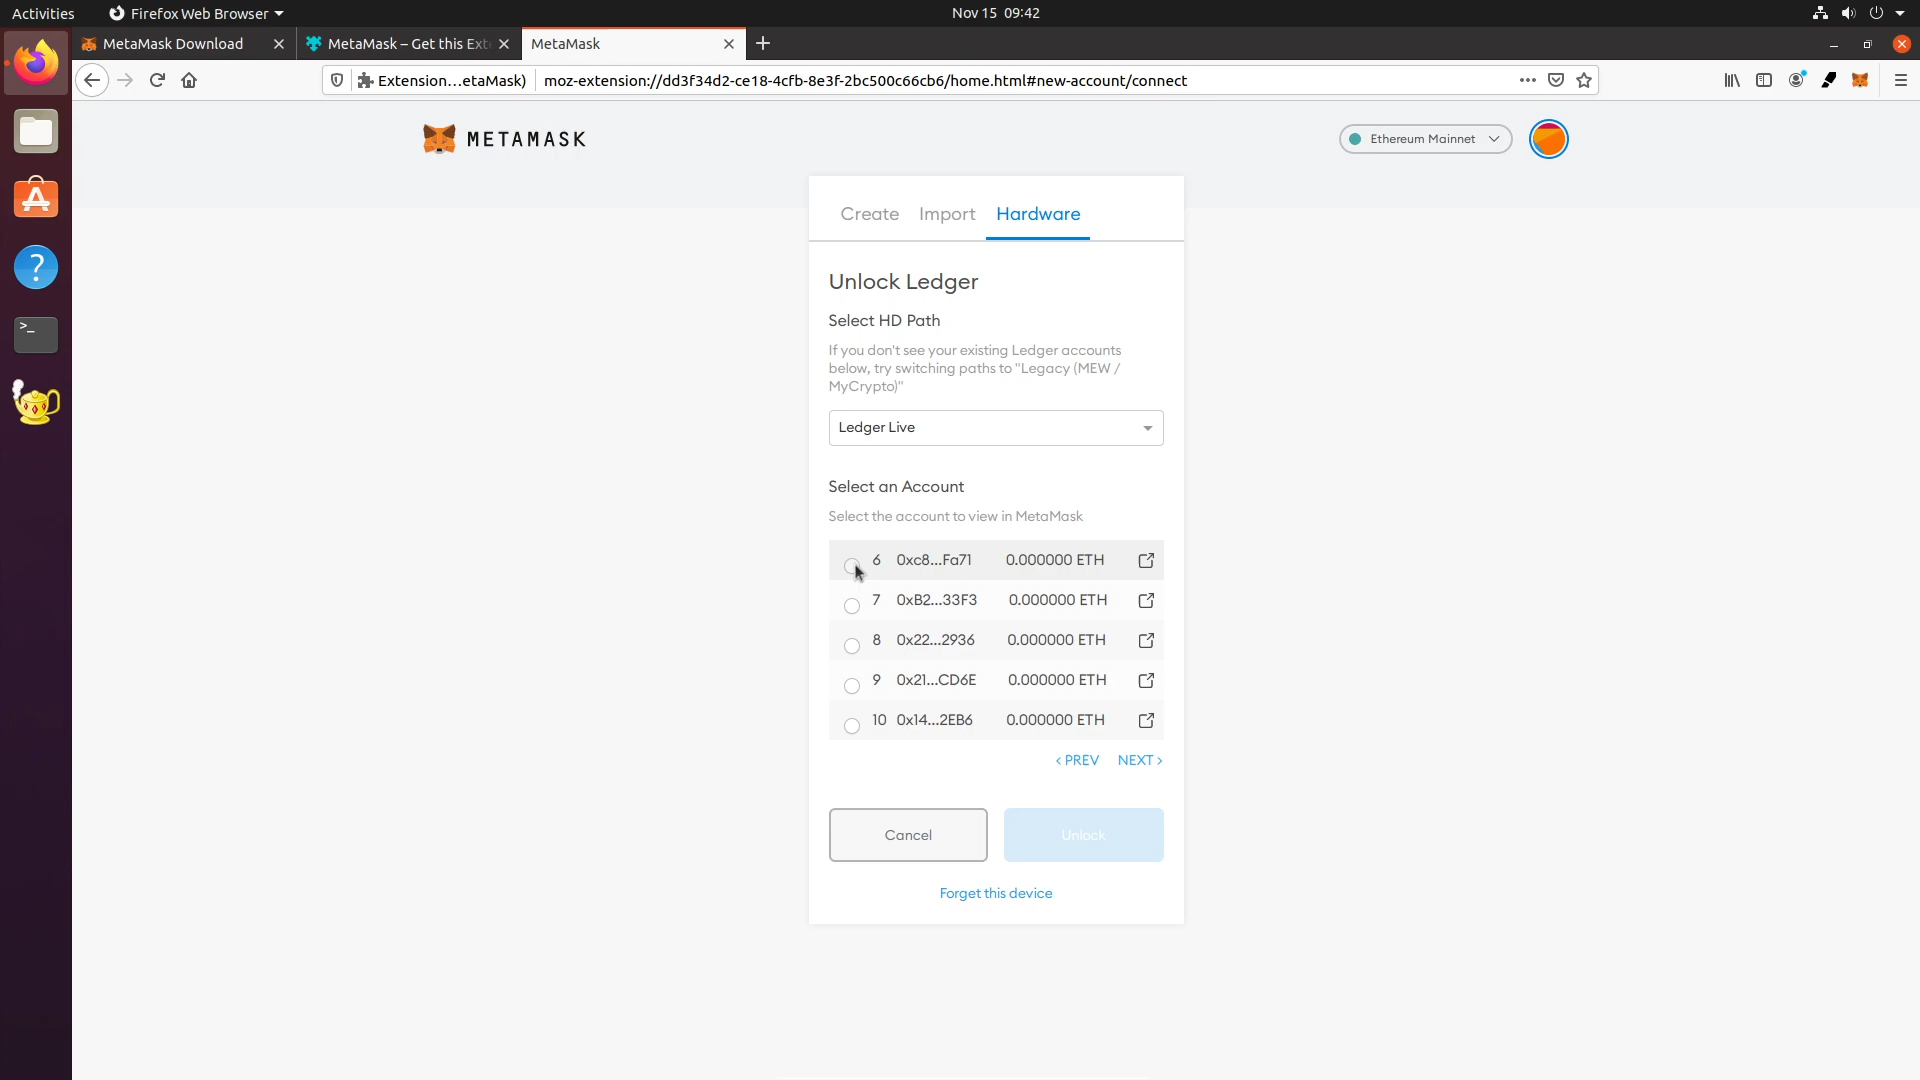 Activities
Firefox Web Browser
Nov 15 09:42
MetaMask Download
MetaMask – Get this Ext
MetaMask
Extension...etaMask)
moz-extension://dd3f34d2-ce18-4cfb-8e3f-2bc500c66cb6/home.html#new-account/connect
METAMASK
Ethereum Mainnet
Create Import Hardware
Unlock Ledger
Select HD Path
If you don't see your existing Ledger accounts
below, try switching paths to "Legacy (MEW /
MyCrypto)"
Ledger Live
Select an Account
Select the account to view in MetaMask
6 0xc8...Fa71 0.000000 ETH
7 0xB2...33F3 0.000000 ETH
8 0x22...2936 0.000000 ETH
9 0x21...CD6E 0.000000 ETH
10 0x14...2EB6 0.000000 ETH
< PREV NEXT >
Cancel
Unlock
Forget this device